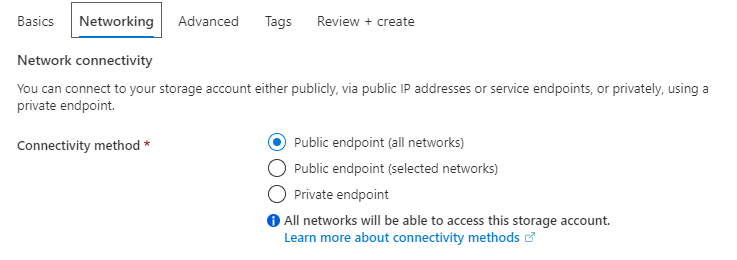 Basics Networking Advanced Tags Review + create
Network connectivity
You can connect to your storage account either publicly, via public IP addresses or service endpoints, or privately, using a
private endpoint.
Connectivity method *
Public endpoint (all networks)
Public endpoint (selected networks)
Private endpoint
All networks will be able to access this storage account.
Learn more about connectivity methods